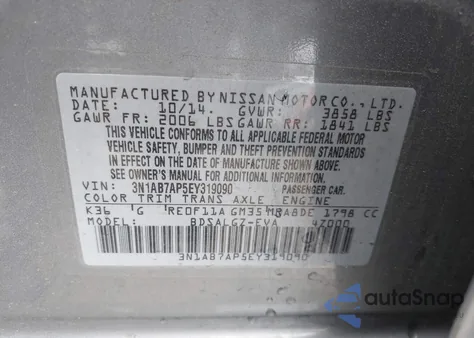 MANUFACTURED BY NISSAN MOTOR CO., LTD.
DATE: 10/14. GVWR: 3858 LBS
GAWR FR: 2006 LBS GAWR RR: 1841 LBS
THIS VEHICLE CONFORMS TO ALL APPLICABLE FEDERAL MOTOR
VEHICLE SAFETY, BUMPER AND THEFT PREVENTION STANDARDS
IN EFFECT ON THE DATE OF MANUFACTURE SHOWN ABOVE.
SEE OWNER'S MANUAL FOR ADDITIONAL INFORMATION
VIN: 3N1AB7AP5EY319090 PASSENGER CAR.
COLOR TRIM TRANS AXLE ENGINE
K36 G RE0F11A GM35 MRA8DE 1798 CC
MODEL: BDSALGZ-EVA 4Z000
3N1AB7AP5EY319090
autoSnap